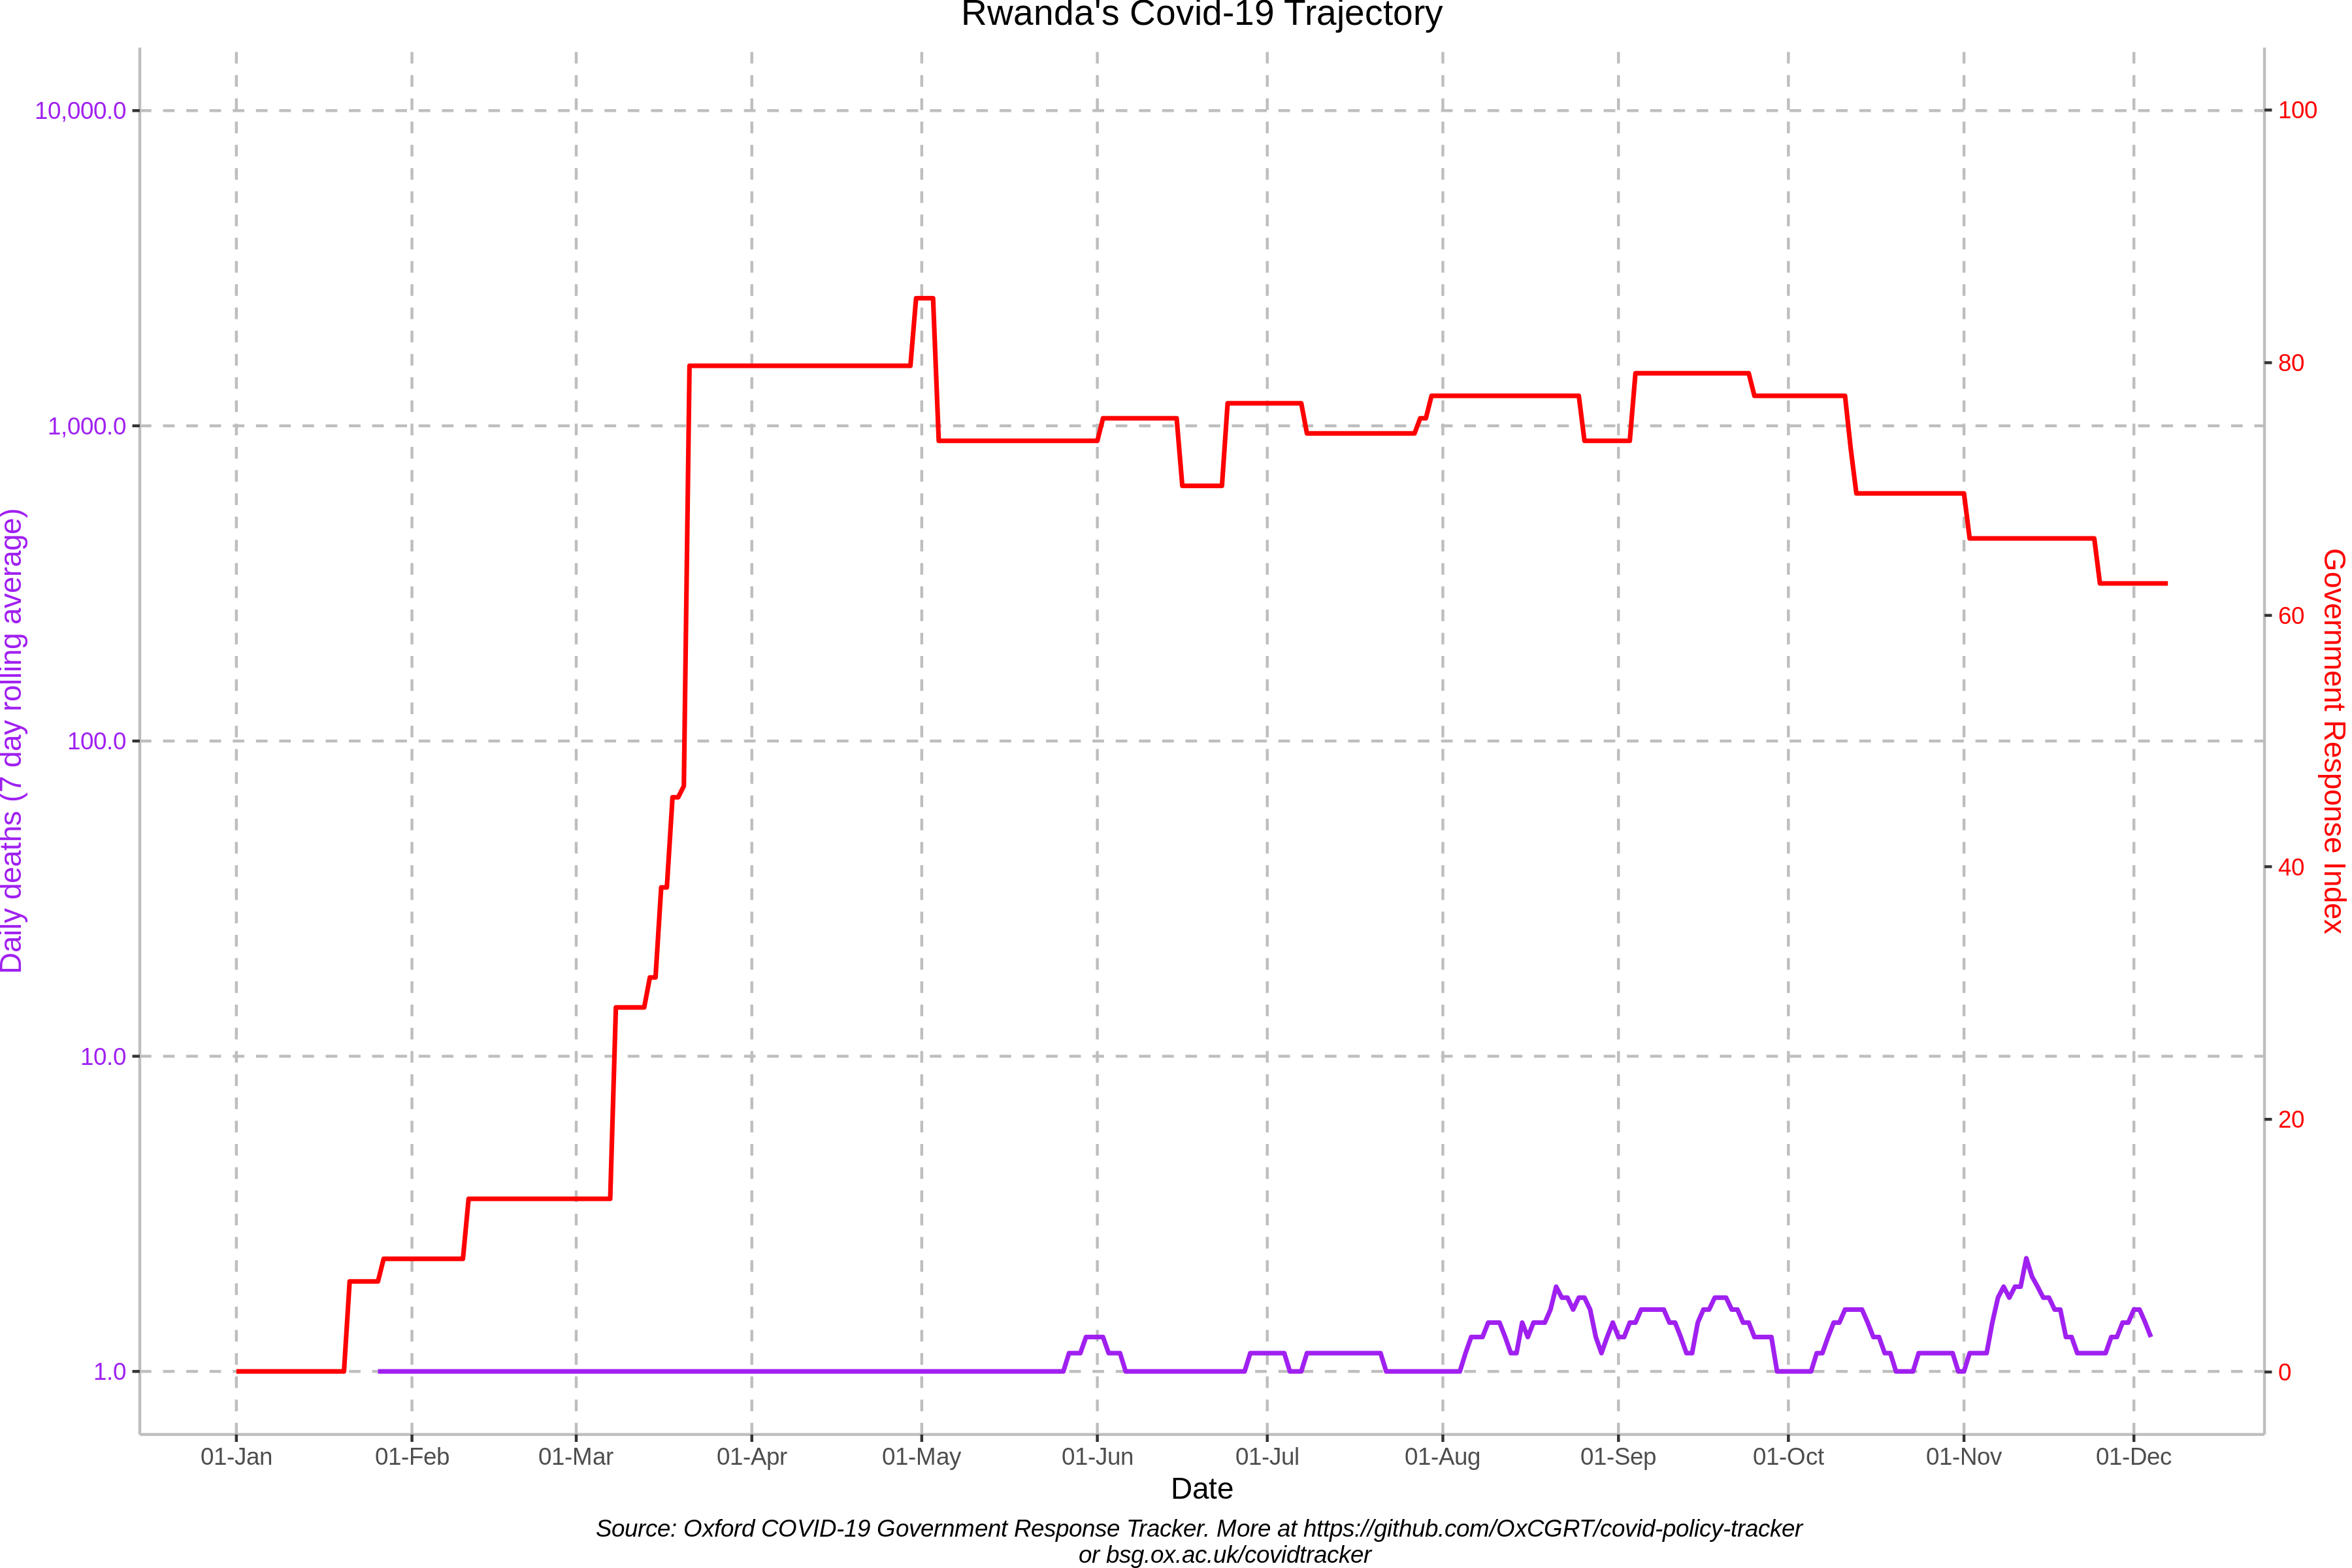 Rwanda's Covid-19 Trajectory
10,000.0
1,000.0
100.0
10.0
1.0
Daily deaths (7 day rolling average)
100
80
60
40
20
0
Government Response Index
01-Jan 01-Feb 01-Mar 01-Apr 01-May 01-Jun 01-Jul 01-Aug 01-Sep 01-Oct 01-Nov 01-Dec
Date
Source: Oxford COVID-19 Government Response Tracker. More at https://github.com/OxCGRT/covid-policy-tracker
or bsg.ox.ac.uk/covidtracker